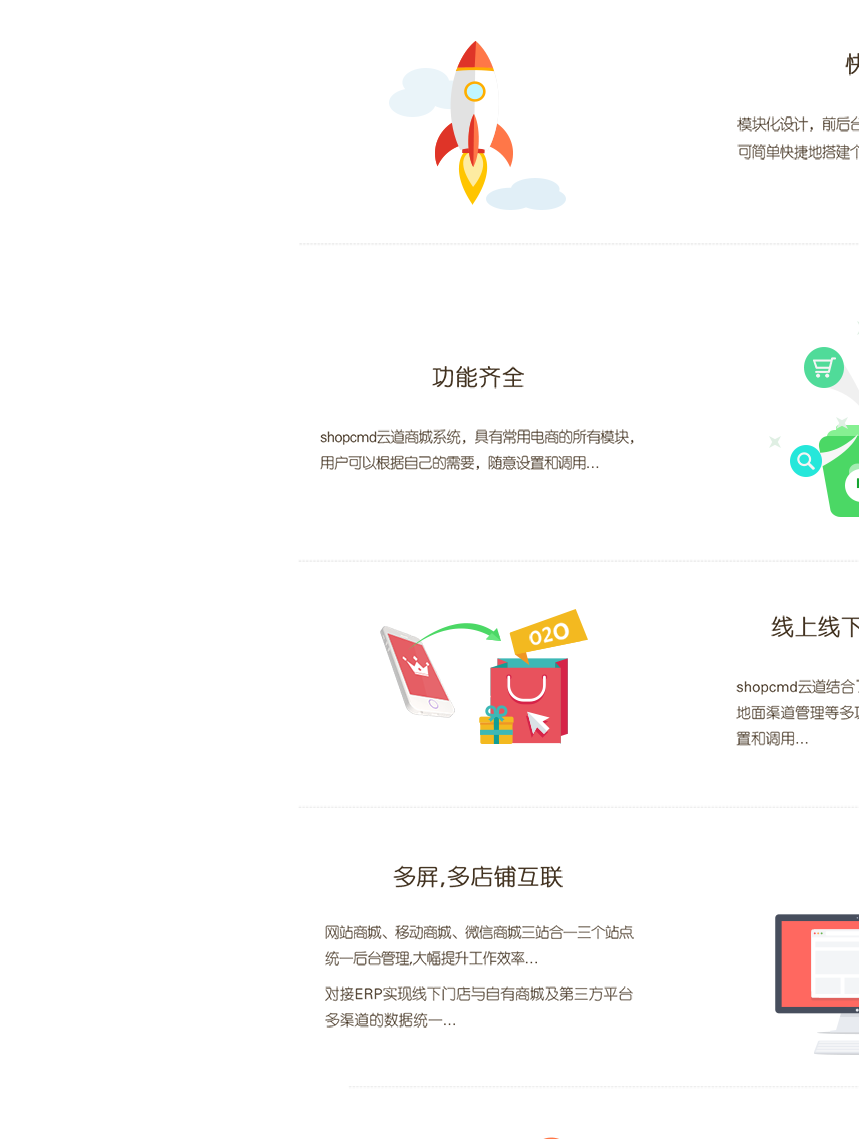 快
模块化设计，前后台
可简单快捷地搭建个
功能齐全
shopcmd云道商城系统，具有常用电商的所有模块，
用户可以根据自己的需要，随意设置和调用...
O2O
线上线下
shopcmd云道结合了
地面渠道管理等多项
置和调用...
多屏,多店铺互联
网站商城、移动商城、微信商城三站合一三个站点
统一后台管理,大幅提升工作效率...
对接ERP实现线下门店与自有商城及第三方平台
多渠道的数据统一...